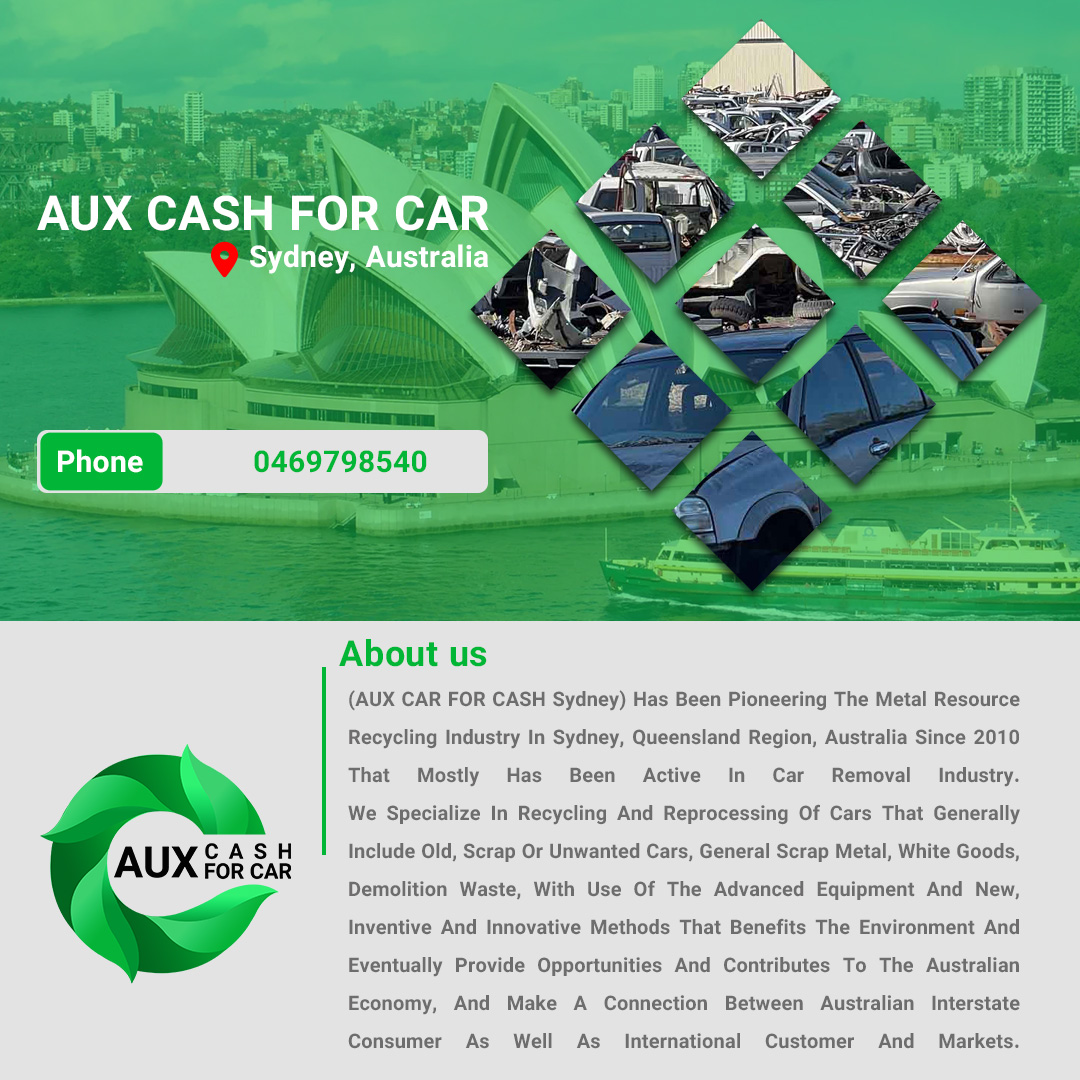 AUX CASH FOR CAR
Sydney, Australia
Phone 0469798540
About us
(AUX CAR FOR CASH Sydney) Has Been Pioneering The Metal Resource
Recycling Industry In Sydney, Queensland Region, Australia Since 2010
That Mostly Has Been Active In Car Removal Industry.
We Specialize In Recycling And Reprocessing Of Cars That Generally
Include Old, Scrap Or Unwanted Cars, General Scrap Metal, White Goods,
Demolition Waste, With Use Of The Advanced Equipment And New,
Inventive And Innovative Methods That Benefits The Environment And
Eventually Provide Opportunities And Contributes To The Australian
Economy, And Make A Connection Between Australian Interstate
Consumer As Well As International Customer And Markets.
AUX CASH
FOR CAR